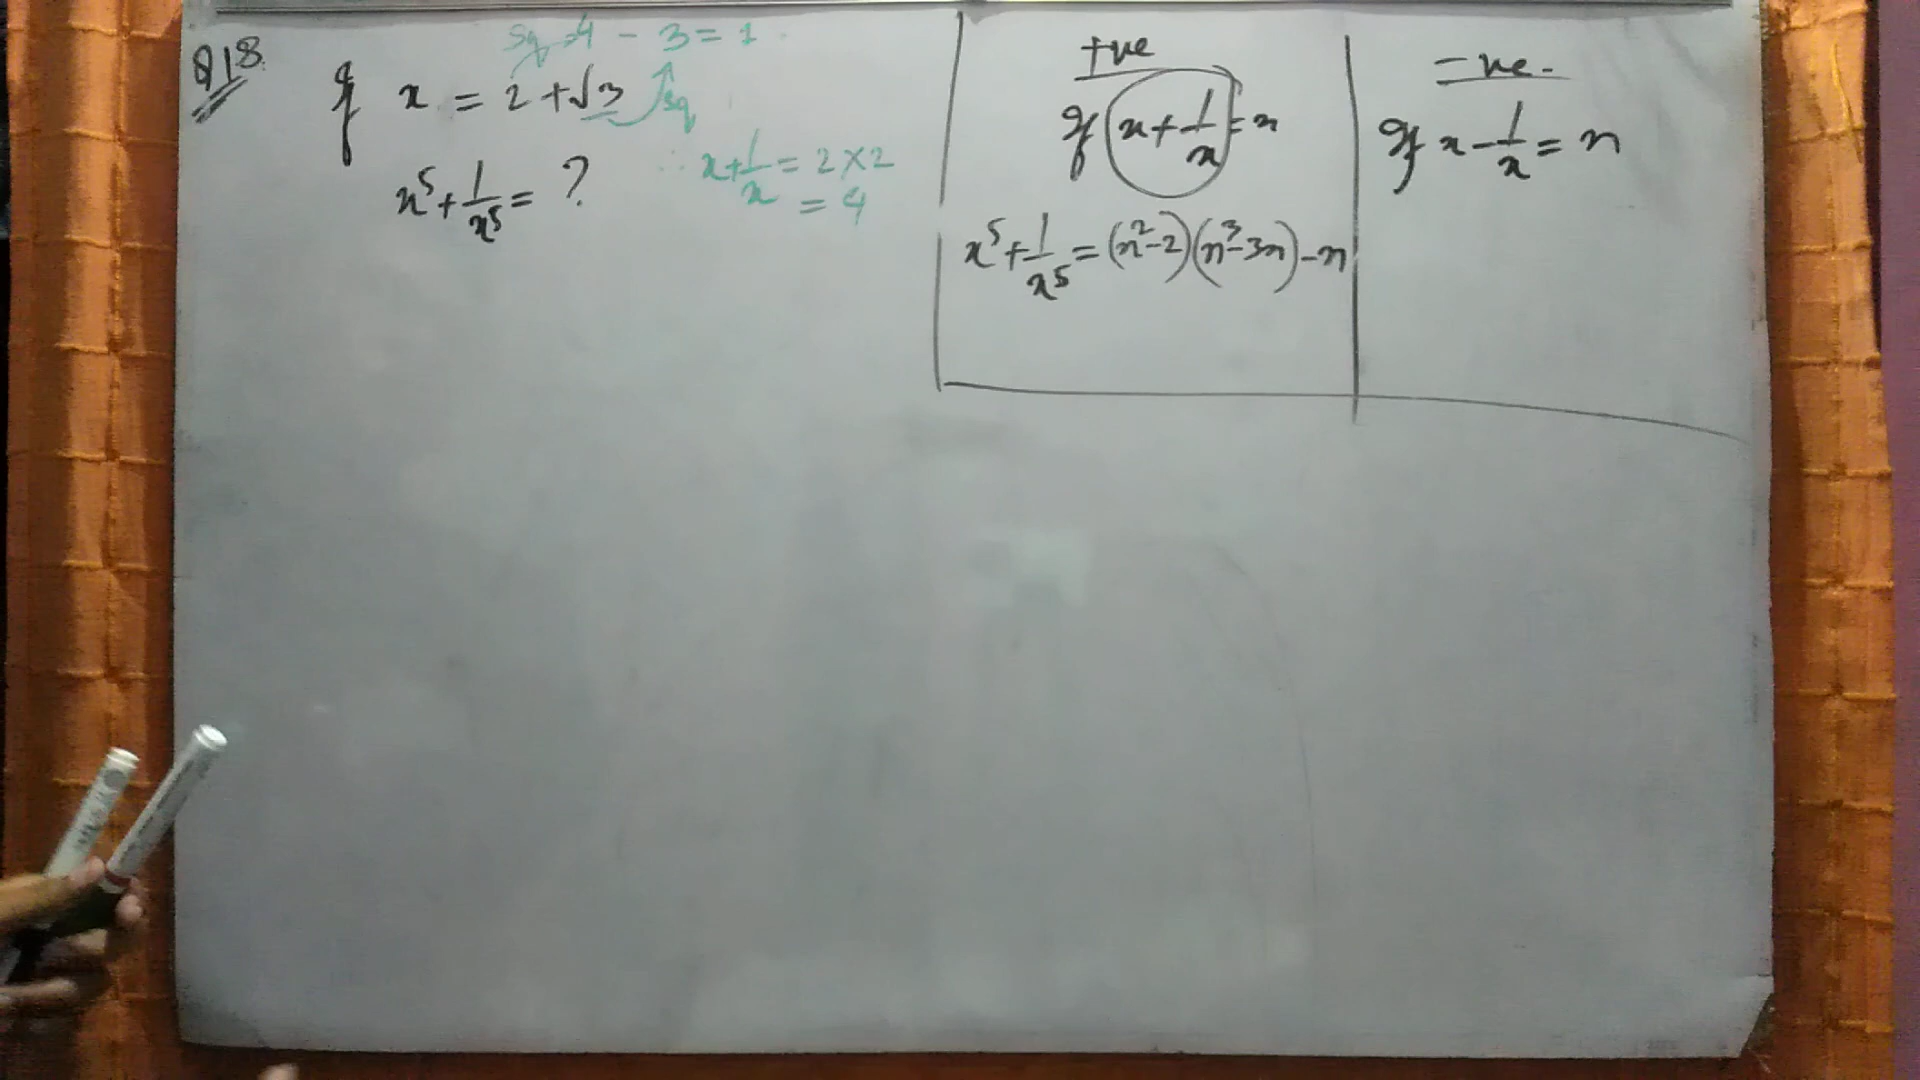 Q18.
Sq = 4 - 3 = 1
If x = 2 + √3
sq
∴ x + 1/x = 2 × 2
= 4
x⁵ + 1/x⁵ = ?
+ve
If x + 1/x = n
x⁵ + 1/x⁵ = (n² - 2)(n³ - 3n) - n
-ve.
If x - 1/x = n